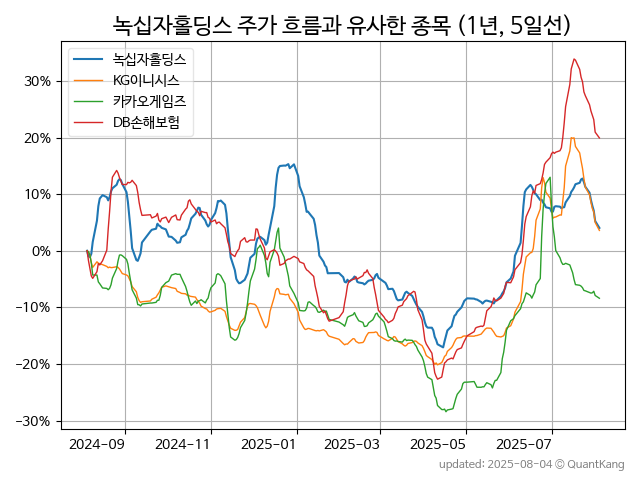 녹십자홀딩스 주가 흐름과 유사한 종목 (1년, 5일선)
녹십자홀딩스
KG이니시스
카카오게임즈
DB손해보험
30%
20%
10%
0%
−10%
−20%
−30%
2024-09 2024-11 2025-01 2025-03 2025-05 2025-07
updated: 2025-08-04 © QuantKang